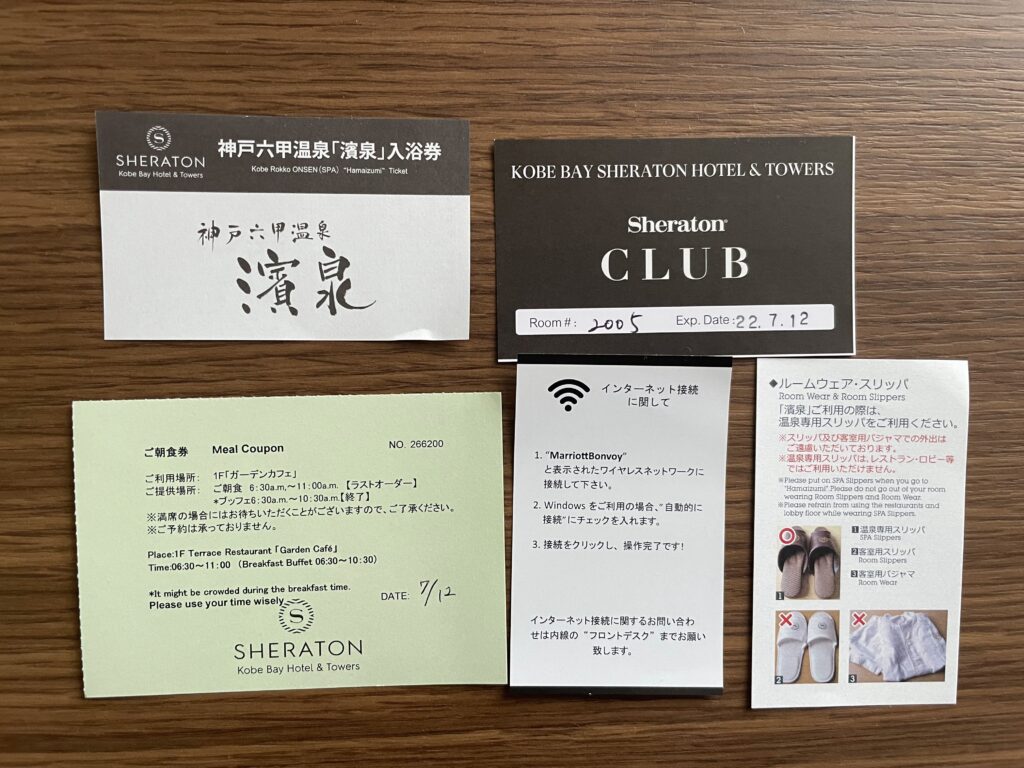 SHERATON
Kobe Bay Hotel & Towers
神戸六甲温泉「濱泉」入浴券
Kobe Rokko ONSEN (SPA) "Hamaizumi" Ticket
神戸六甲温泉
濱泉
KOBE BAY SHERATON HOTEL & TOWERS
Sheraton®
CLUB
Room #: 2005 Exp. Date: 22. 7. 12
ご朝食券 Meal Coupon NO. 266200
ご利用場所: 1F「ガーデンカフェ」
ご提供場所: ご朝食 6:30a.m.~11:00a.m. 【ラストオーダー】
*ブッフェ6:30a.m.~10:30a.m.【終了】
※満席の場合にはお待ちいただくことがございますので、ご了承ください。
※ご予約は承っておりません。
Place:1F Terrace Restaurant「Garden Café」
Time:06:30~11:00 (Breakfast Buffet 06:30~10:30)
*It might be crowded during the breakfast time.
Please use your time wisely
DATE: 7/12
SHERATON
Kobe Bay Hotel & Towers
インターネット接続
に関して
1. "MarriottBonvoy"
と表示されたワイヤレスネットワークに
接続して下さい。
2. Windowsをご利用の場合、"自動的に
接続"にチェックを入れます。
3. 接続をクリックし、操作完了です!
インターネット接続に関するお問い合わ
せは内線の"フロントデスク"までお願い
致します。
◆ルームウェア・スリッパ
Room Wear & Room Slippers
「濱泉」ご利用の際は、
温泉専用スリッパをご利用ください。
※スリッパ及び客室用パジャマでの外出は
ご遠慮いただいております。
※温泉専用スリッパは、レストラン・ロビー等
ではご利用いただけません。
※Please put on SPA Slippers when you go to
"Hamaizumi".Please do not go out of your room
wearing Room Slippers and Room Wear.
※Please refrain from using the restaurants and
lobby floor while wearing SPA Slippers.
1 温泉専用スリッパ
SPA Slippers
2 客室用スリッパ
Room Slippers
3 客室用パジャマ
Room Wear
1
2
3